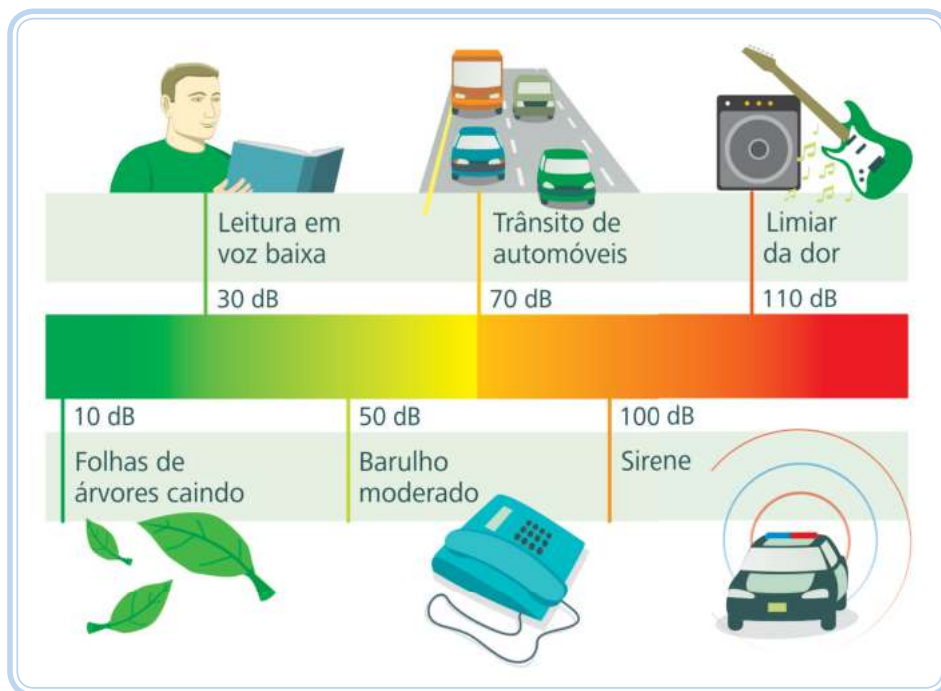 Leitura em
voz baixa
30 dB
Trânsito de
automóveis
70 dB
Limiar
da dor
110 dB
10 dB
Folhas de
árvores caindo
50 dB
Barulho
moderado
100 dB
Sirene